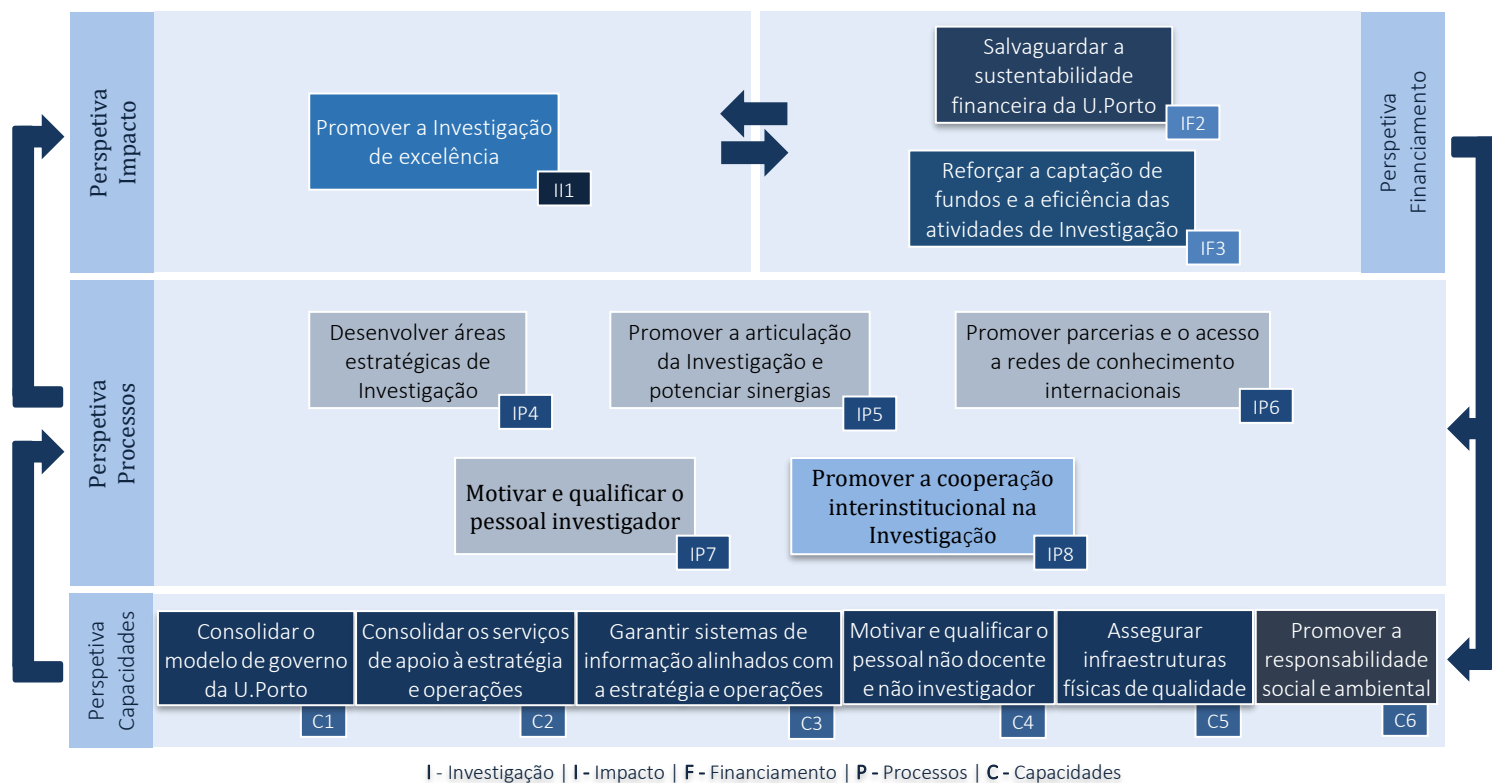 Perspetiva
Impacto
Promover a Investigação
de excelência
II1
Salvaguardar a
sustentabilidade
financeira da U.Porto
IF2
Reforçar a captação de
fundos e a eficiência das
atividades de Investigação
IF3
Perspetiva
Financiamento
Perspetiva
Processos
Desenvolver áreas
estratégicas de
Investigação
IP4
Promover a articulação
da Investigação e
potenciar sinergias
IP5
Promover parcerias e o acesso
a redes de conhecimento
internacionais
IP6
Motivar e qualificar o
pessoal investigador
IP7
Promover a cooperação
interinstitucional na
Investigação
IP8
Perspetiva
Capacidades
Consolidar o
modelo de governo
da U.Porto
C1
Consolidar os serviços
de apoio à estratégia
e operações
C2
Garantir sistemas de
informação alinhados com
a estratégia e operações
C3
Motivar e qualificar o
pessoal não docente
e não investigador
C4
Assegurar
infraestruturas
físicas de qualidade
C5
Promover a
responsabilidade
social e ambiental
C6
I - Investigação | I - Impacto | F - Financiamento | P - Processos | C - Capacidades